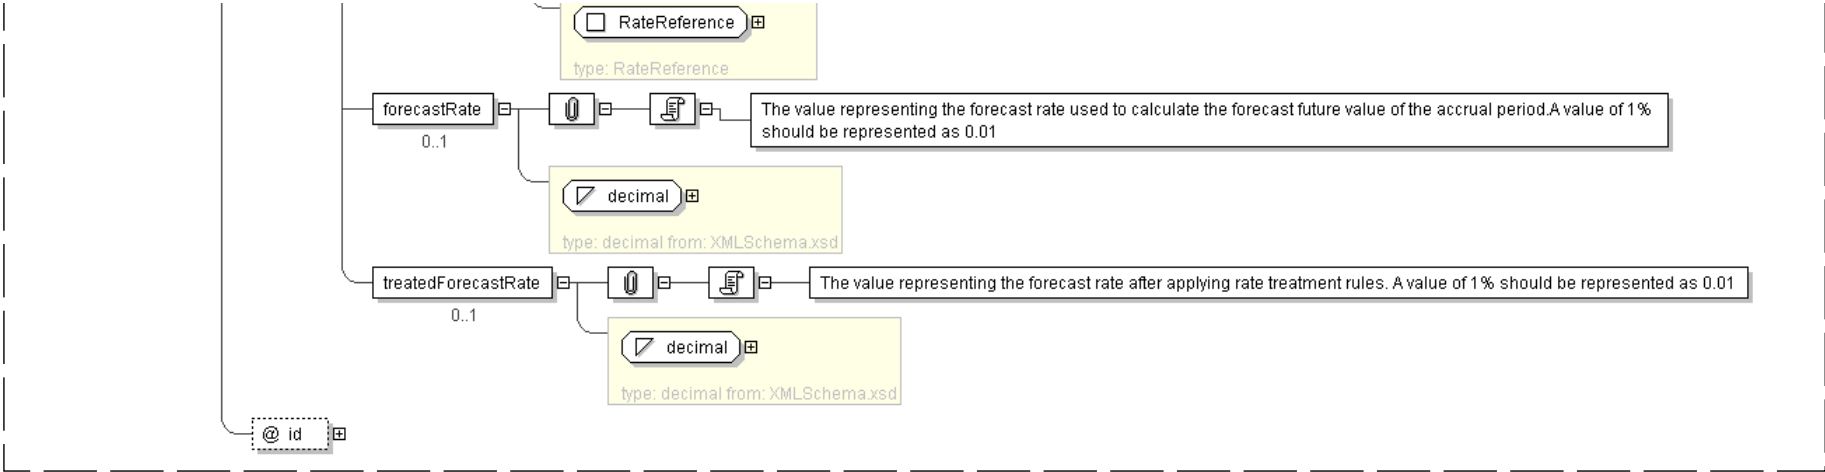 RateReference
type: RateReference
forecastRate
The value representing the forecast rate used to calculate the forecast future value of the accrual period.A value of 1%
should be represented as 0.01
0..1
decimal
type: decimal from: XMLSchema.xsd
treatedForecastRate
The value representing the forecast rate after applying rate treatment rules. A value of 1% should be represented as 0.01
0..1
decimal
type: decimal from: XMLSchema.xsd
@ id